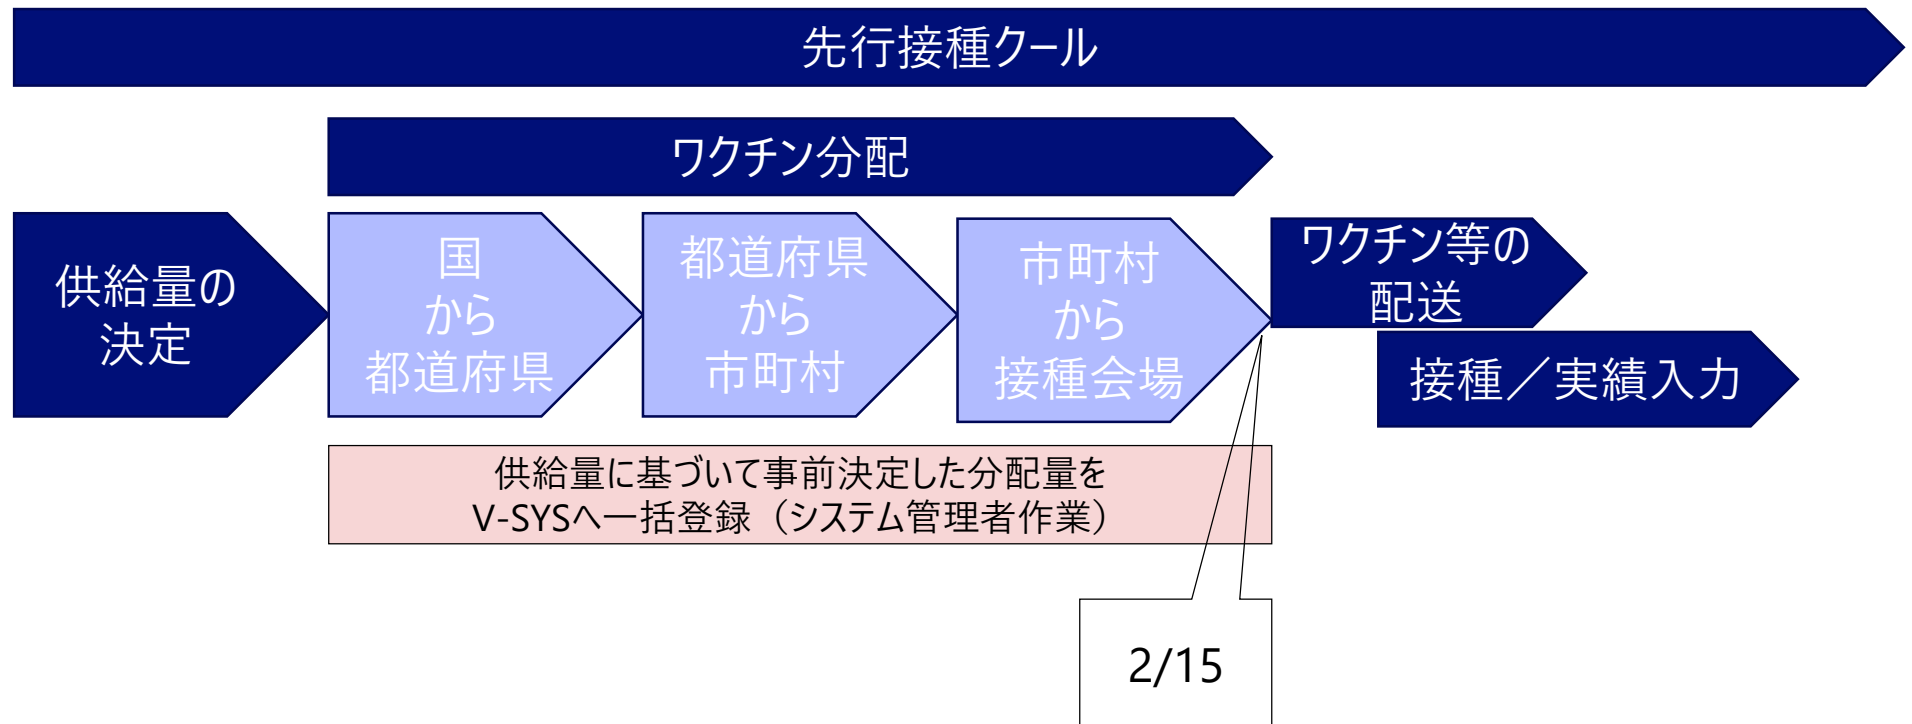 先行接種クール
ワクチン分配
供給量の
決定
国
から
都道府県
都道府県
から
市町村
市町村
から
接種会場
ワクチン等の
配送
接種／実績入力
供給量に基づいて事前決定した分配量を
V-SYSへ一括登録（システム管理者作業）
2/15